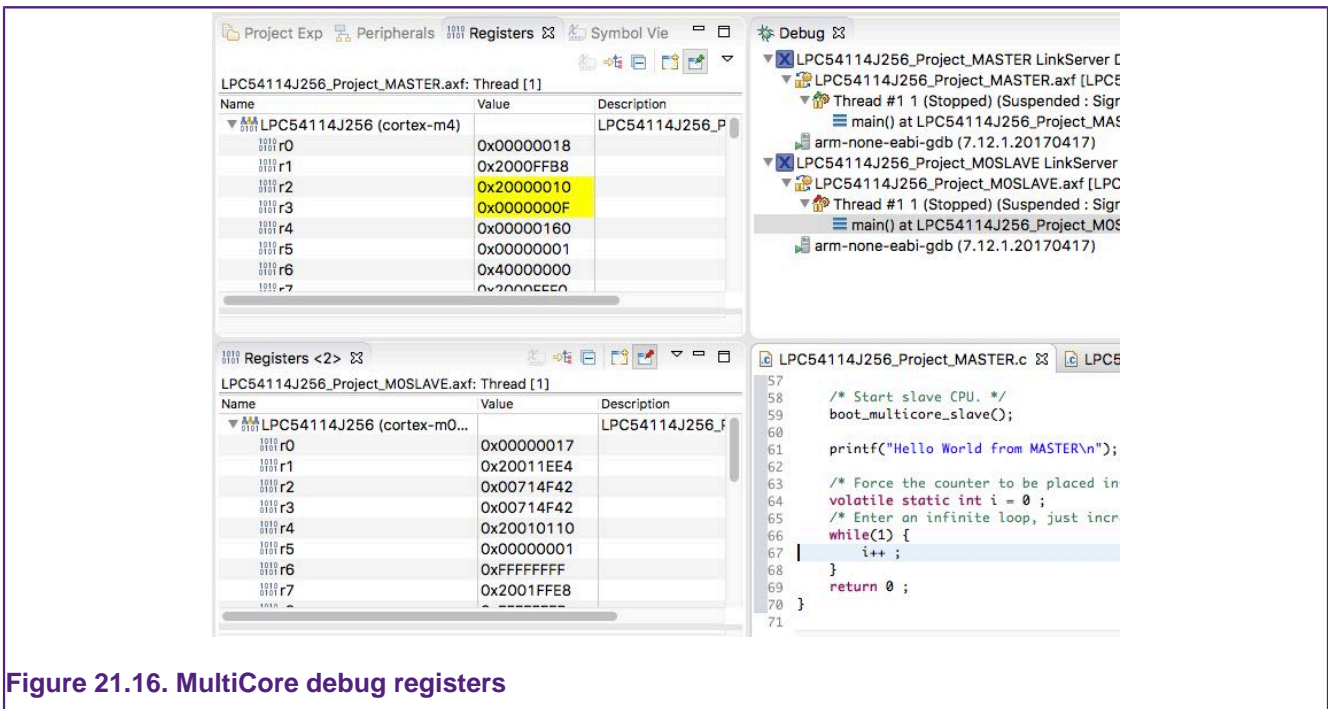 Project Exp Peripherals Registers Symbol Vie
LPC54114J256_Project_MASTER.axf: Thread [1]
Name Value Description
LPC54114J256 (cortex-m4) LPC54114J256_P
r0 0x00000018
r1 0x2000FFB8
r2 0x20000010
r3 0x0000000F
r4 0x00000160
r5 0x00000001
r6 0x40000000
r7
Debug
LPC54114J256_Project_MASTER LinkServer D
LPC54114J256_Project_MASTER.axf [LPC5
Thread #1 1 (Stopped) (Suspended : Sigr
main() at LPC54114J256_Project_MAS
arm-none-eabi-gdb (7.12.1.20170417)
LPC54114J256_Project_M0SLAVE LinkServer
LPC54114J256_Project_M0SLAVE.axf [LPC
Thread #1 1 (Stopped) (Suspended : Sigr
main() at LPC54114J256_Project_M0S
arm-none-eabi-gdb (7.12.1.20170417)
Registers <2>
LPC54114J256_Project_M0SLAVE.axf: Thread [1]
Name Value Description
LPC54114J256 (cortex-m0... LPC54114J256_P
r0 0x00000017
r1 0x20011EE4
r2 0x00714F42
r3 0x00714F42
r4 0x20010110
r5 0x00000001
r6 0xFFFFFFFF
r7 0x2001FFE8
LPC54114J256_Project_MASTER.c LPC5
57
58 /* Start slave CPU. */
59 boot_multicore_slave();
60
61 printf("Hello World from MASTER\n");
62
63 /* Force the counter to be placed in
64 volatile static int i = 0 ;
65 /* Enter an infinite loop, just incr
66 while(1) {
67 i++ ;
68 }
69 return 0 ;
70 }
71
Figure 21.16. MultiCore debug registers